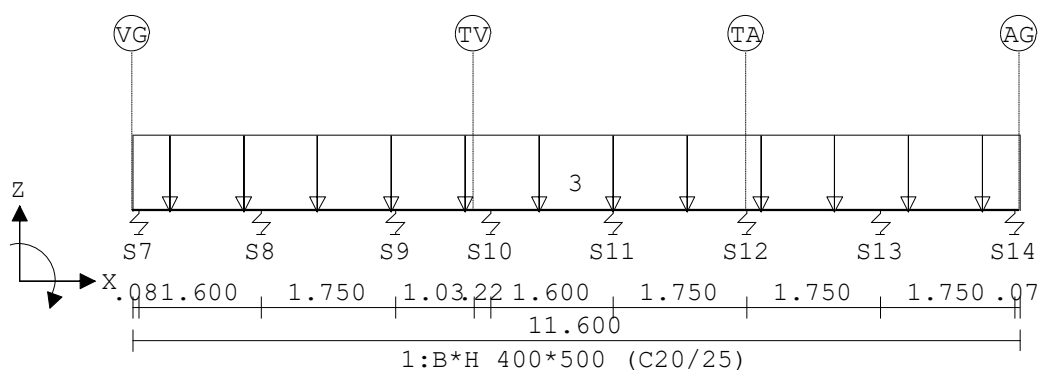 VG TV TA AG
3
Z
S7 S8 S9 S10 S11 S12 S13 S14
X
.08 1.600 1.750 1.03 .22 1.600 1.750 1.750 1.750 .07
11.600
1:B*H 400*500 (C20/25)